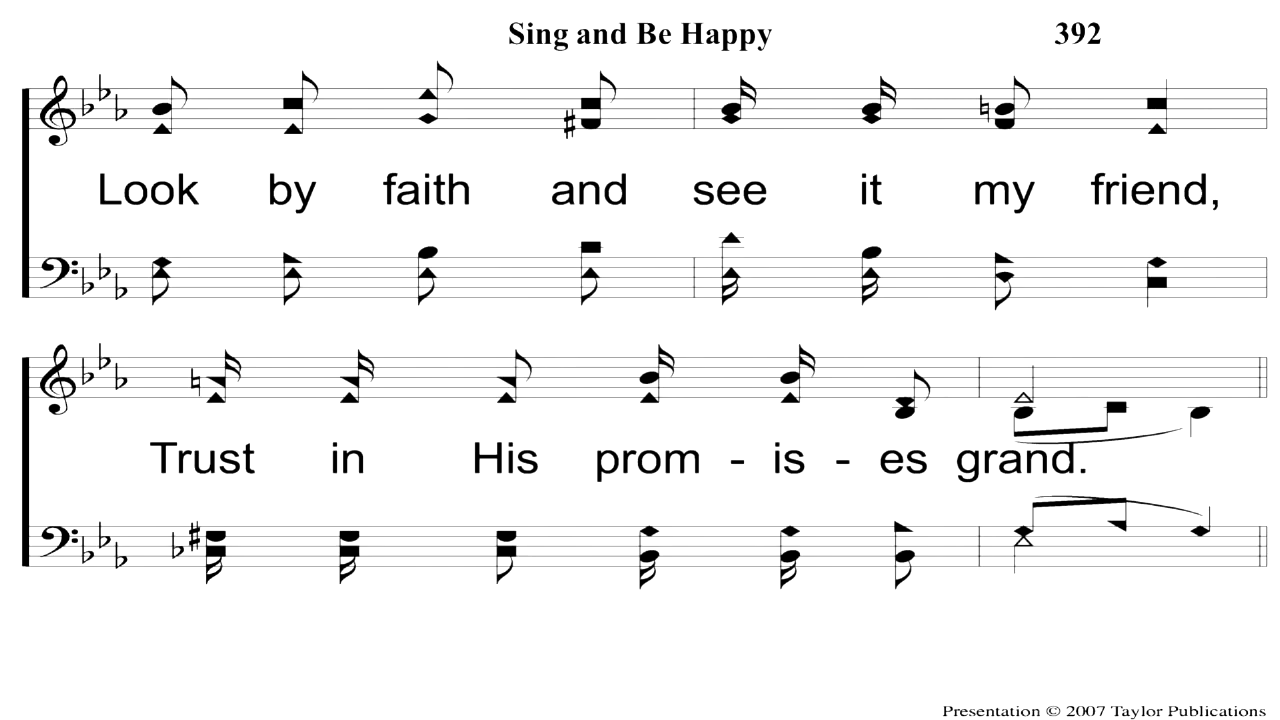 Sing and Be Happy 392
Look by faith and see it my friend,
Trust in His prom - is - es grand.
Presentation © 2007 Taylor Publications